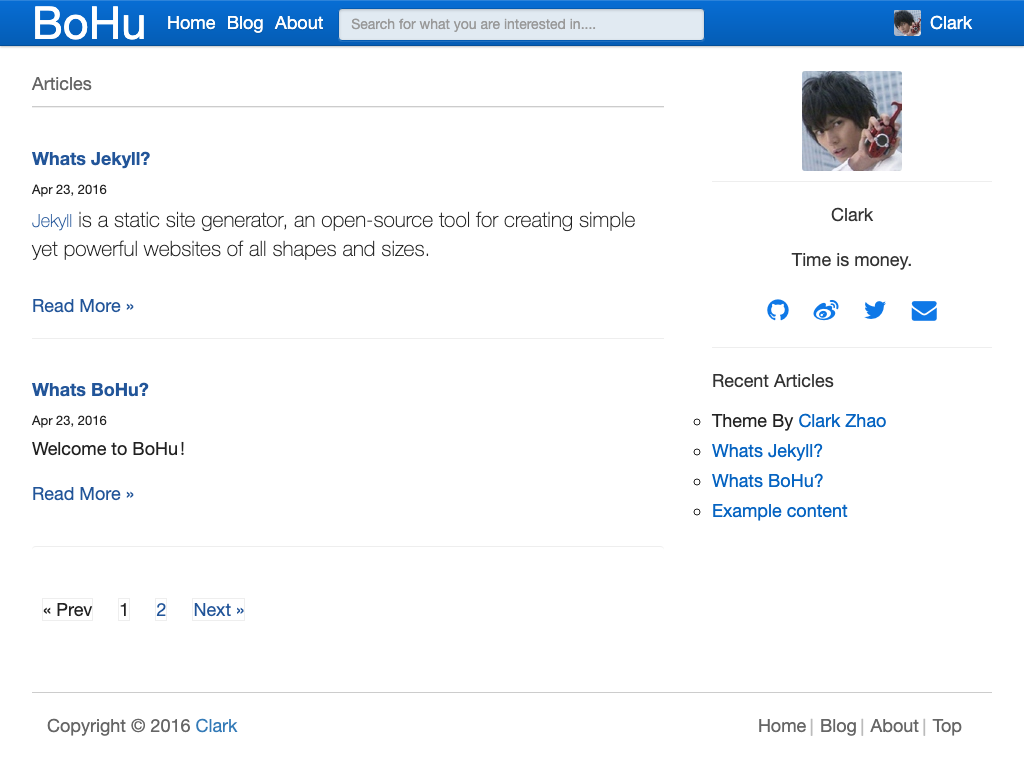 BoHu Home Blog About Search for what you are interested in.... Clark
Articles
Whats Jekyll?
Apr 23, 2016
Jekyll is a static site generator, an open-source tool for creating simple
yet powerful websites of all shapes and sizes.
Read More »
Whats BoHu?
Apr 23, 2016
Welcome to BoHu!
Read More »
« Prev 1 2 Next »
Clark
Time is money.
Recent Articles
Theme By Clark Zhao
Whats Jekyll?
Whats BoHu?
Example content
Copyright © 2016 Clark
Home | Blog | About | Top